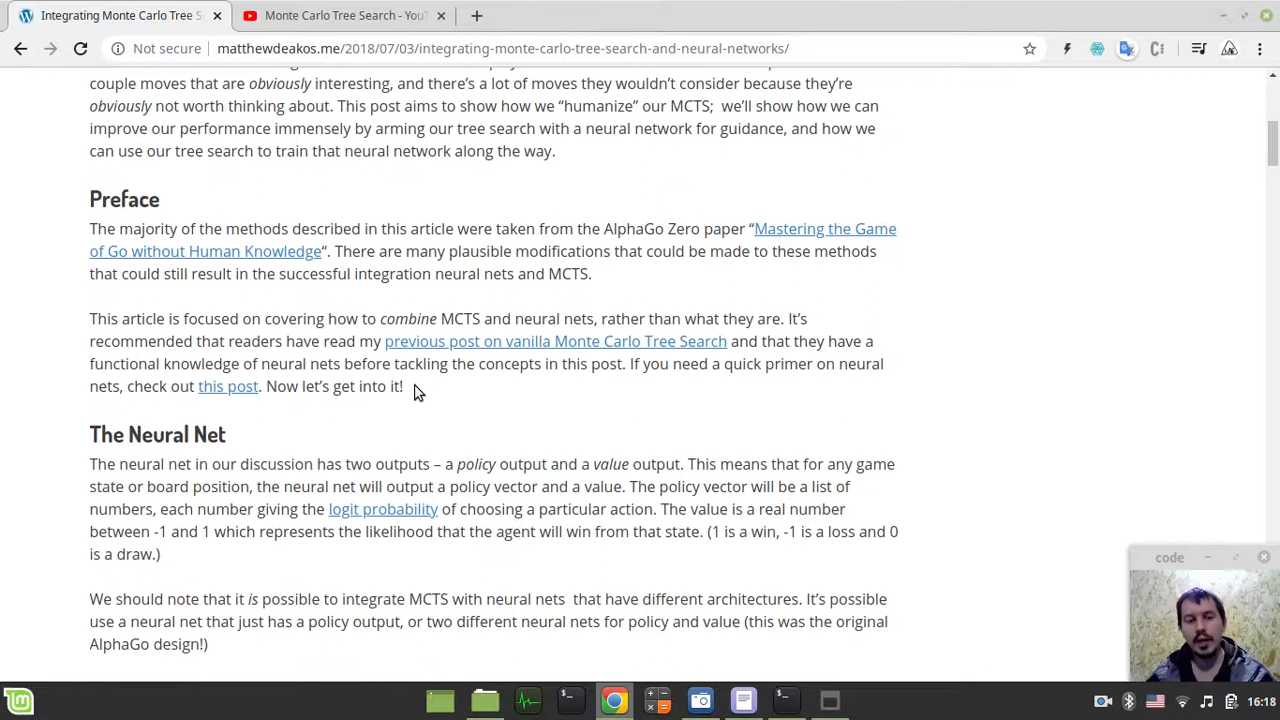 Integrating Monte Carlo Tree S
Monte Carlo Tree Search - YouT
Not secure
matthewdeakos.me/2018/07/03/integrating-monte-carlo-tree-search-and-neural-networks/
couple moves that are obviously interesting, and there's a lot of moves they wouldn't consider because they're
obviously not worth thinking about. This post aims to show how we “humanize” our MCTS;  we'll show how we can
improve our performance immensely by arming our tree search with a neural network for guidance, and how we
can use our tree search to train that neural network along the way.
Preface
The majority of the methods described in this article were taken from the AlphaGo Zero paper “Mastering the Game
of Go without Human Knowledge“. There are many plausible modifications that could be made to these methods
that could still result in the successful integration neural nets and MCTS.
This article is focused on covering how to combine MCTS and neural nets, rather than what they are. It's
recommended that readers have read my previous post on vanilla Monte Carlo Tree Search and that they have a
functional knowledge of neural nets before tackling the concepts in this post. If you need a quick primer on neural
nets, check out this post. Now let's get into it!
The Neural Net
The neural net in our discussion has two outputs – a policy output and a value output. This means that for any game
state or board position, the neural net will output a policy vector and a value. The policy vector will be a list of
numbers, each number giving the logit probability of choosing a particular action. The value is a real number
between -1 and 1 which represents the likelihood that the agent will win from that state. (1 is a win, -1 is a loss and 0
is a draw.)
We should note that it is possible to integrate MCTS with neural nets  that have different architectures. It's possible
use a neural net that just has a policy output, or two different neural nets for policy and value (this was the original
AlphaGo design!)
code
16:18